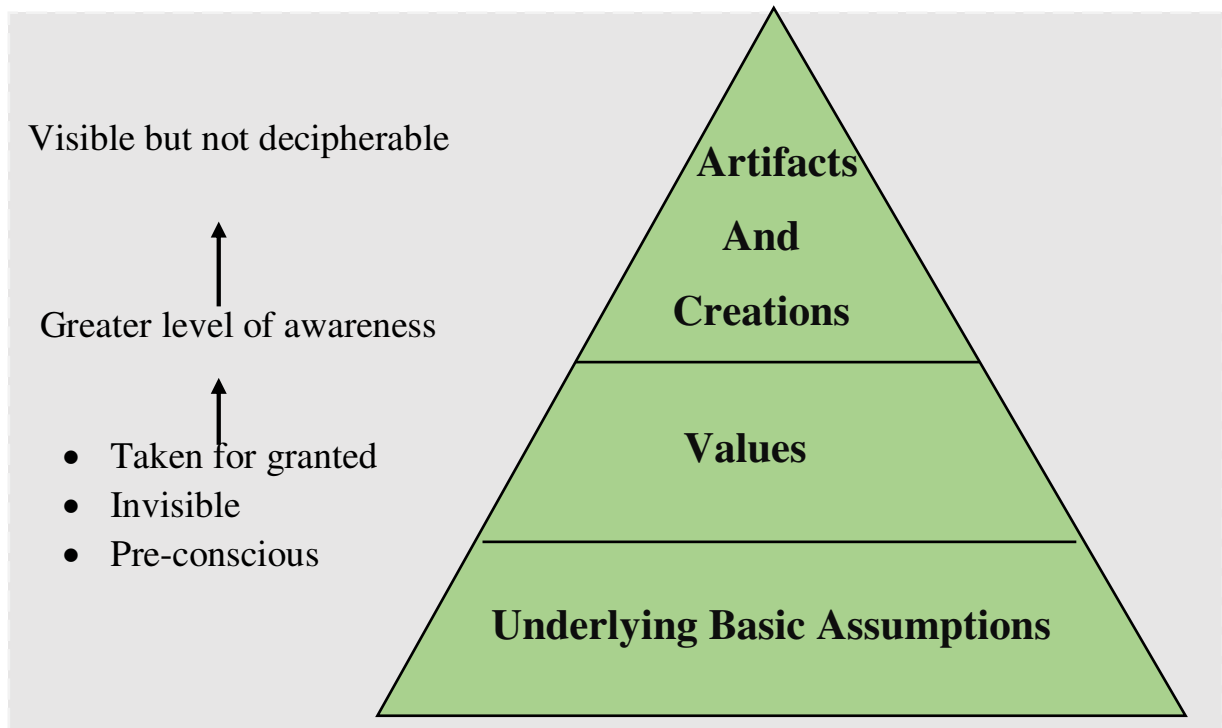 Visible but not decipherable
Greater level of awareness
• Taken for granted
• Invisible
• Pre-conscious
Artifacts
And
Creations
Values
Underlying Basic Assumptions